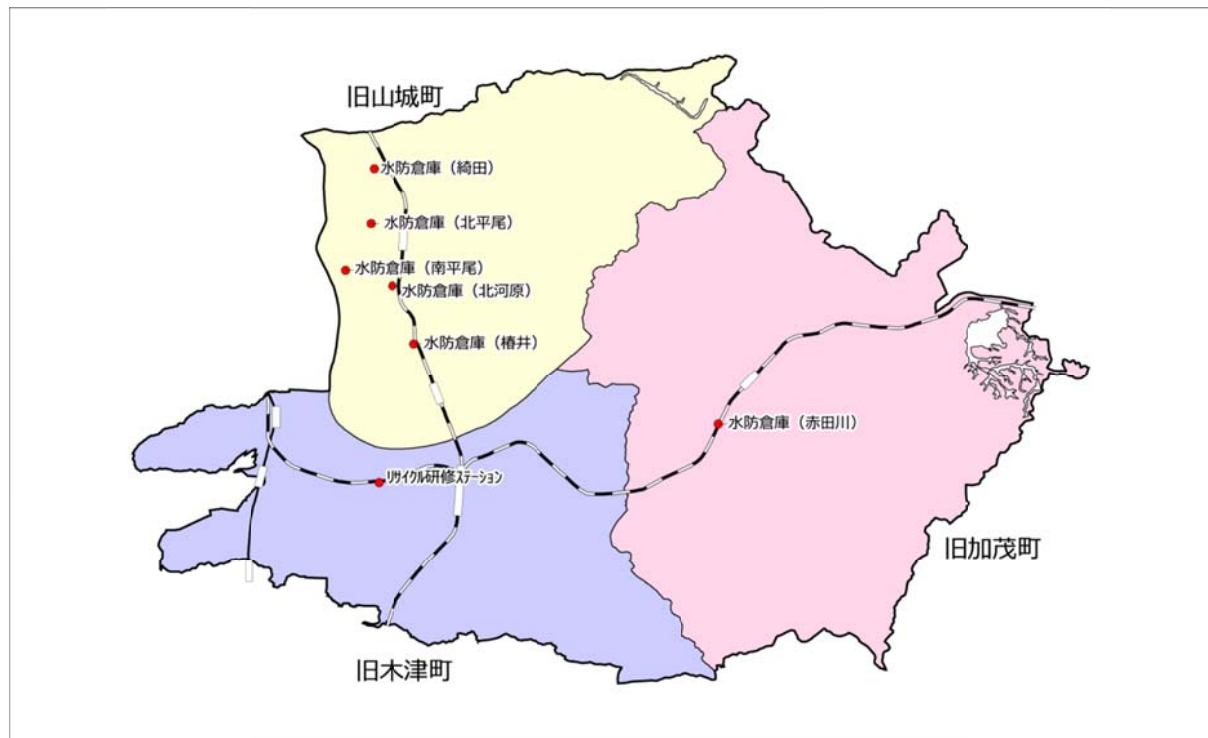 旧山城町
水防倉庫（綺田）
水防倉庫（北平尾）
水防倉庫（南平尾）
水防倉庫（北河原）
水防倉庫（椿井）
水防倉庫（赤田川）
ﾘｻｲｸﾙ研修ｽﾃｰｼｮﾝ
旧加茂町
旧木津町